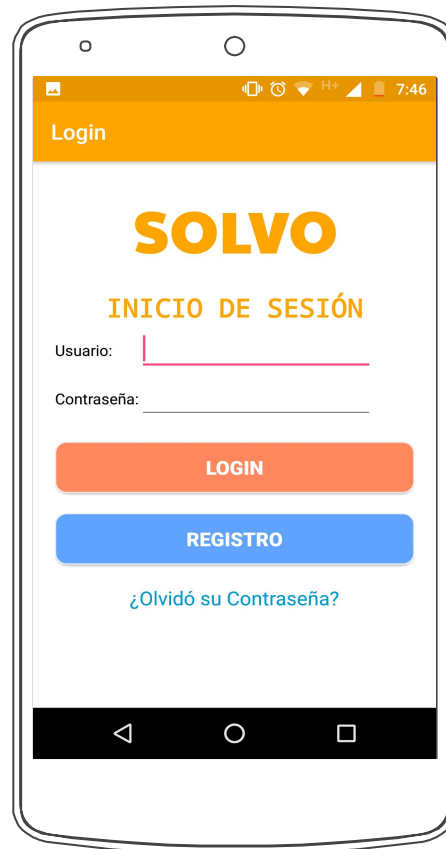 H+ 7:46
Login
SOLVO
INICIO DE SESIÓN
Usuario:
Contraseña:
LOGIN
REGISTRO
¿Olvidó su Contraseña?